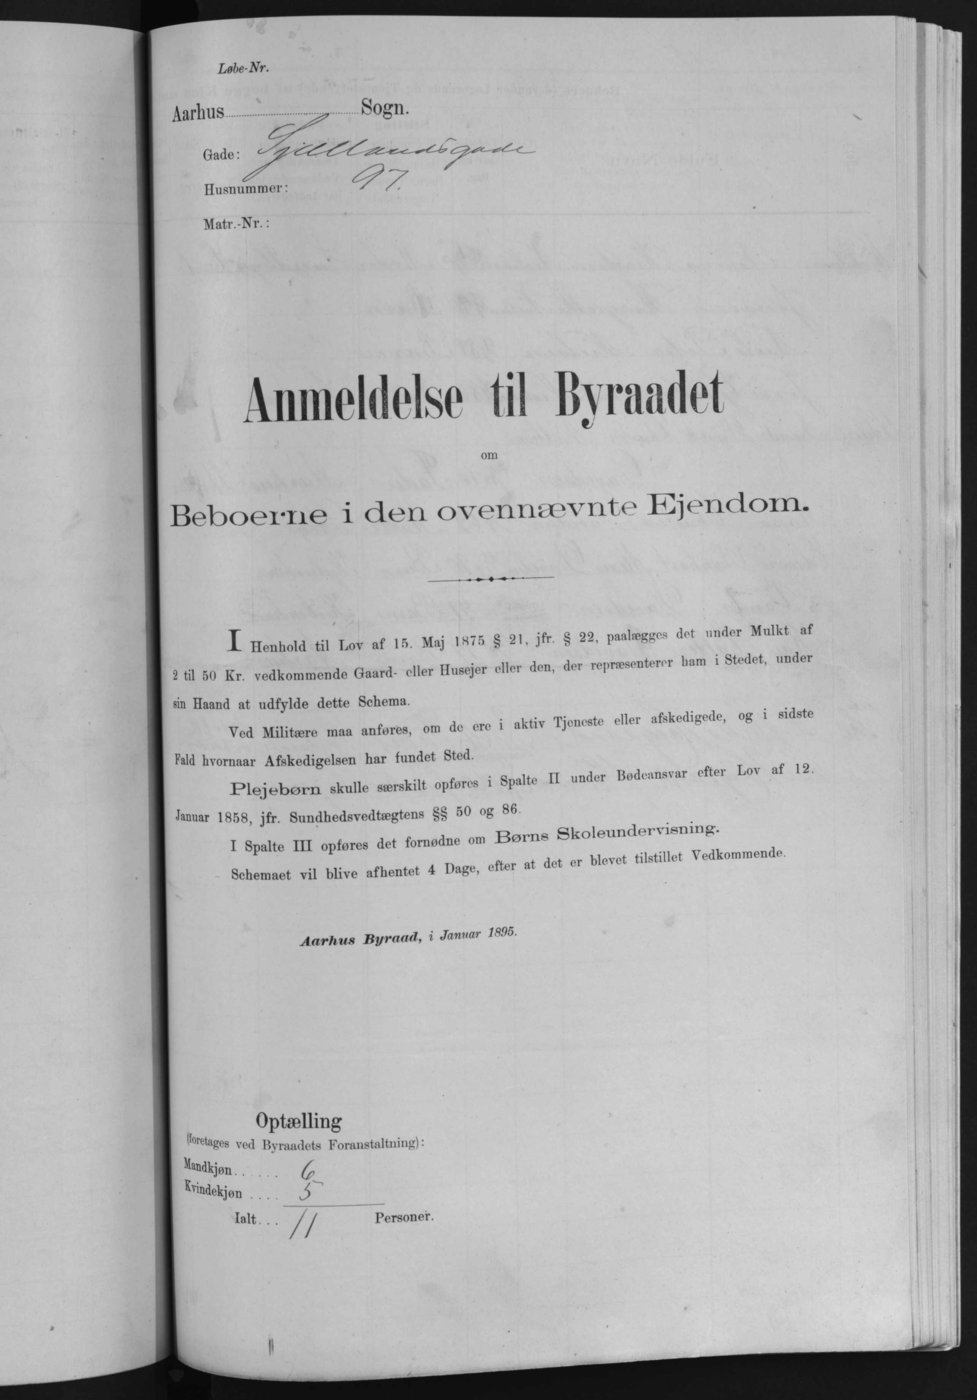 Løbe-Nr.
Aarhus Sogn.
Gade: Sjællandsgade
Husnummer: 97.
Matr.-Nr.:
Anmeldelse til Byraadet
om
Beboerne i den ovennævnte Ejendom.
I Henhold til Lov af 15. Maj 1875 § 21, jfr. § 22, paalægges det under Mulkt af
2 til 50 Kr. vedkommende Gaard- eller Husejer eller den, der repræsenterer ham i Stedet, under
sin Haand at udfylde dette Schema.
Ved Militære maa anføres, om de ere i aktiv Tjeneste eller afskedigede, og i sidste
Fald hvornaar Afskedigelsen har fundet Sted.
Plejebørn skulle særskilt opføres i Spalte II under Bødeansvar efter Lov af 12.
Januar 1858, jfr. Sundhedsvedtægtens §§ 50 og 86.
I Spalte III opføres det fornødne om Børns Skoleundervisning.
Schemaet vil blive afhentet 4 Dage, efter at det er blevet tilstillet Vedkommende.
Aarhus Byraad, i Januar 1895.
Optælling
(foretages ved Byraadets Foranstaltning):
Mandkjøn...... 6
Kvindekjøn .... 5
Ialt... 11 Personer.